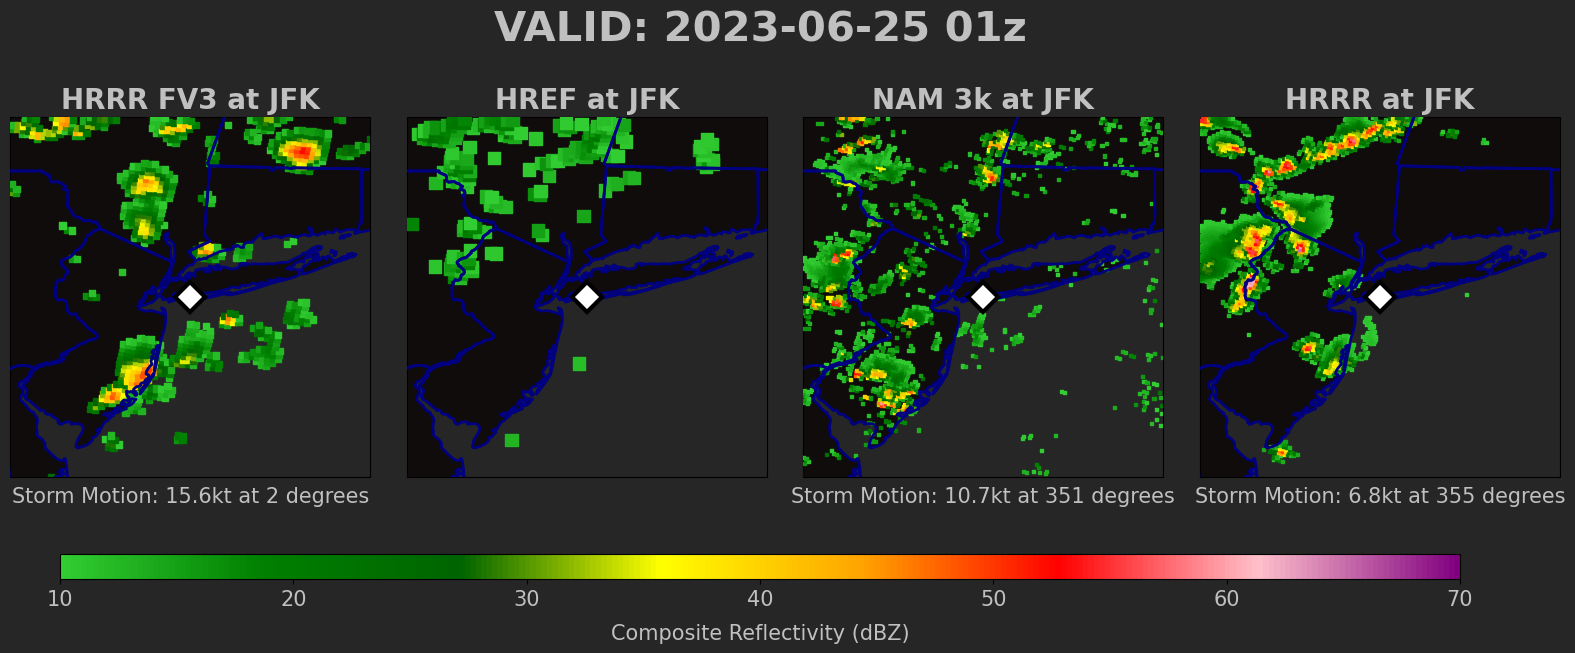 VALID: 2023-06-25 01z
HRRR FV3 at JFK
HREF at JFK
NAM 3k at JFK
HRRR at JFK
Storm Motion: 15.6kt at 2 degrees
Storm Motion: 10.7kt at 351 degrees
Storm Motion: 6.8kt at 355 degrees
10 20 30 40 50 60 70
Composite Reflectivity (dBZ)